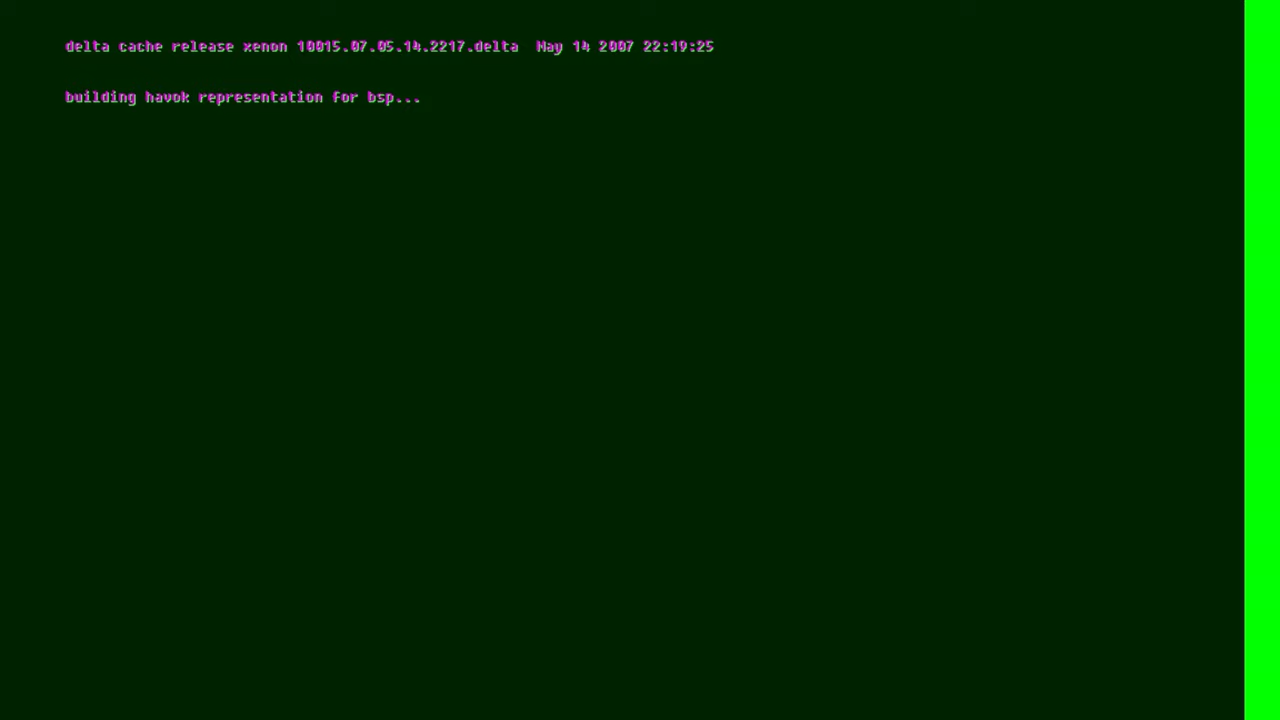 delta cache release xenon 10015.07.05.14.2217.delta  May 14 2007 22:19:25
building havok representation for bsp...